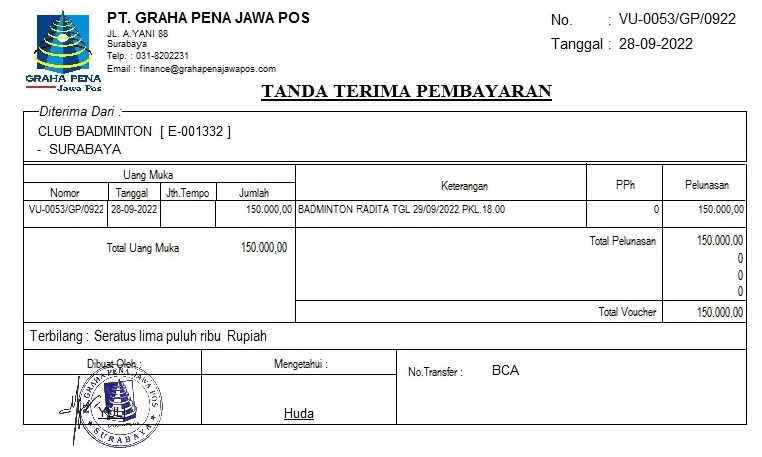 PT. GRAHA PENA JAWA POS
JL. A.YANI 88
Surabaya
Telp. : 031-8202231
Email : finance@grahapenajawapos.com
GRAHA PENA
Jawa Pos
No. : VU-0053/GP/0922
Tanggal : 28-09-2022
TANDA TERIMA PEMBAYARAN
Diterima Dari :
CLUB BADMINTON [ E-001332 ]
- SURABAYA
Uang Muka
Nomor Tanggal Jth.Tempo Jumlah Keterangan PPh Pelunasan
VU-0053/GP/0922 28-09-2022 150.000,00 BADMINTON RADITA TGL 29/09/2022 PKL.18.00 0 150.000,00
Total Uang Muka 150.000,00 Total Pelunasan 150.000,00
0
0
0
Total Voucher 150.000,00
Terbilang : Seratus lima puluh ribu Rupiah
Dibuat Oleh : Mengetahui : No.Transfer : BCA
PT. GRAHA PENA JAWA POS
YULI
SURABAYA
Huda